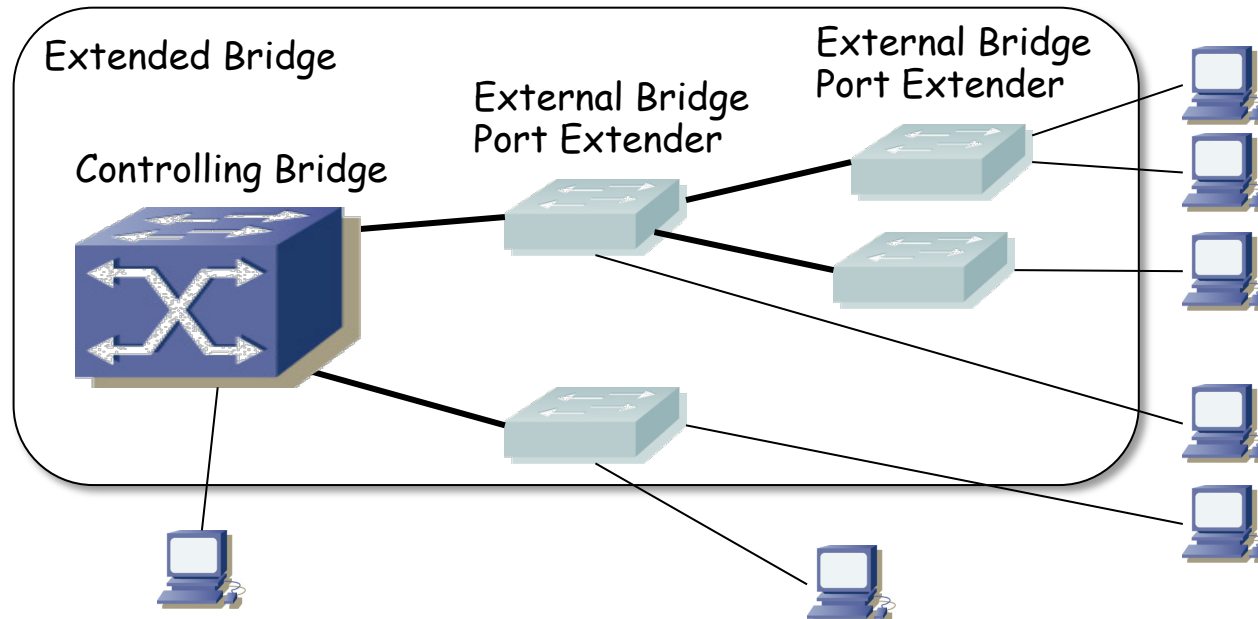 Extended Bridge
External Bridge
Port Extender
External Bridge
Port Extender
Controlling Bridge